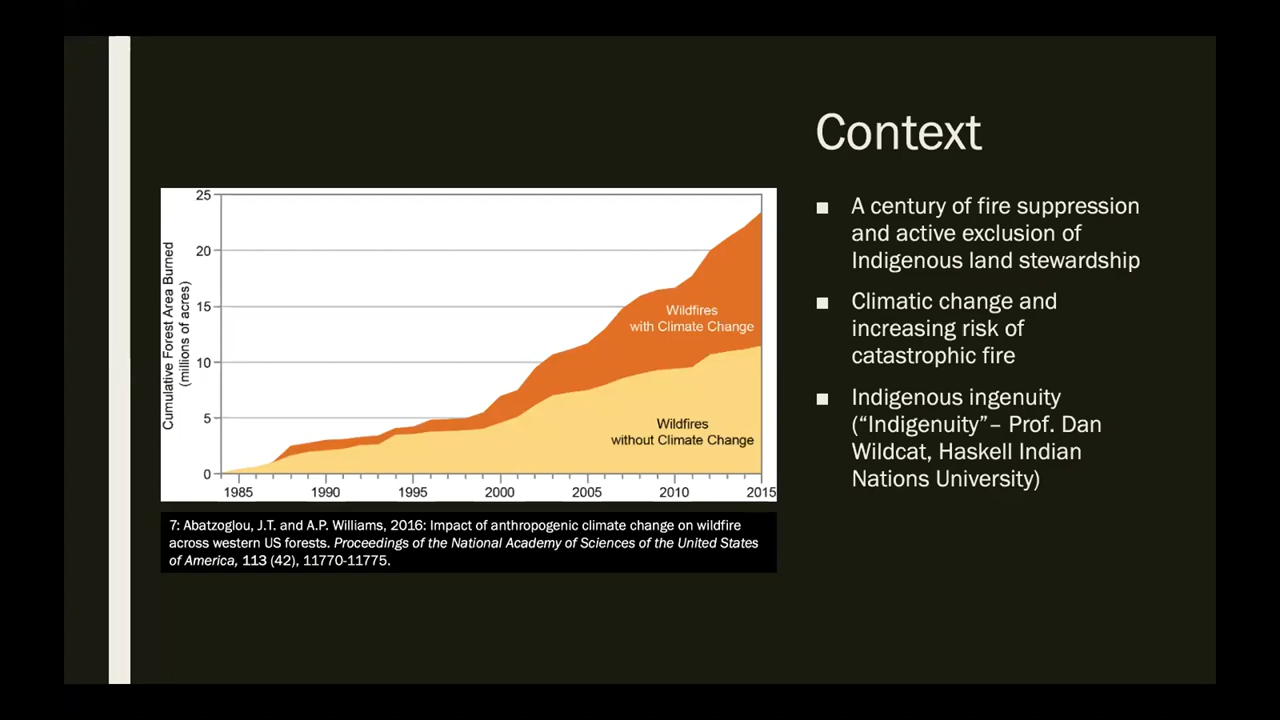 Context
■ A century of fire suppression
and active exclusion of
Indigenous land stewardship
■ Climatic change and
increasing risk of
catastrophic fire
■ Indigenous ingenuity
(“Indigenuity”– Prof. Dan
Wildcat, Haskell Indian
Nations University)
Cumulative Forest Area Burned
(millions of acres)
25
20
15
10
5
0
Wildfires
with Climate Change
Wildfires
without Climate Change
1985 1990 1995 2000 2005 2010 2015
7: Abatzoglou, J.T. and A.P. Williams, 2016: Impact of anthropogenic climate change on wildfire
across western US forests. Proceedings of the National Academy of Sciences of the United States
of America, 113 (42), 11770-11775.